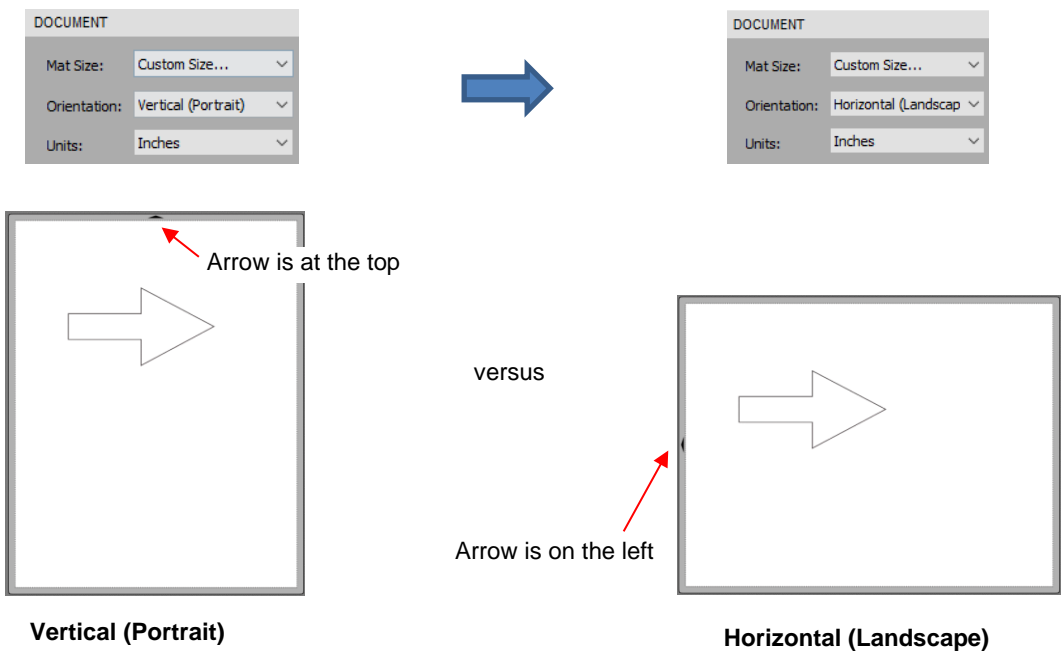 DOCUMENT
Mat Size: Custom Size...
Orientation: Vertical (Portrait)
Units: Inches
DOCUMENT
Mat Size: Custom Size...
Orientation: Horizontal (Landscap
Units: Inches
Arrow is at the top
versus
Arrow is on the left
Vertical (Portrait)
Horizontal (Landscape)